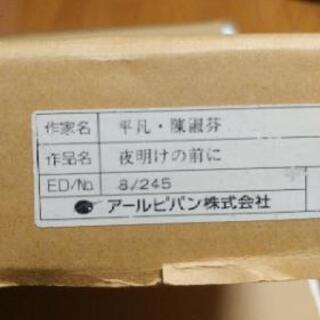 作家名 平凡・陳淑芬
作品名 夜明けの前に
ED/No. 8/245
アールビバン株式会社